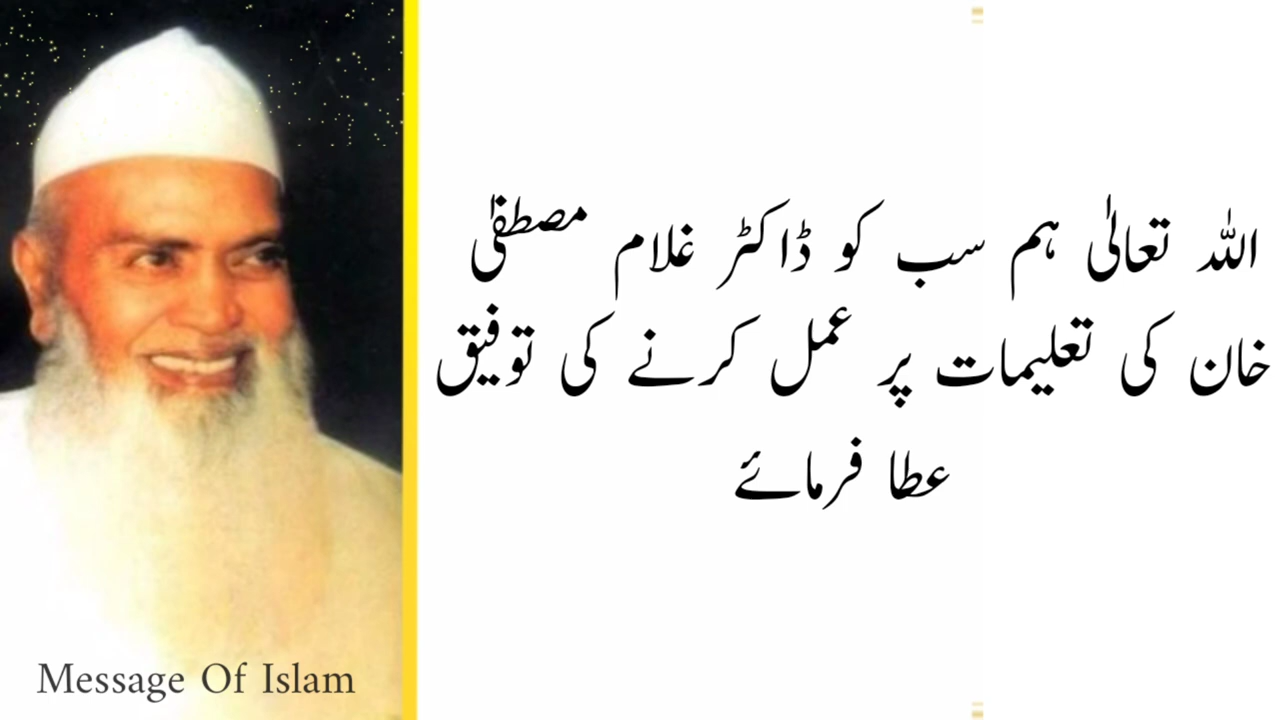 اللہ تعالیٰ ہم سب کو ڈاکٹر غلام مصطفیٰ
خان کی تعلیمات پر عمل کرنے کی توفیق
عطا فرمائے
Message Of Islam